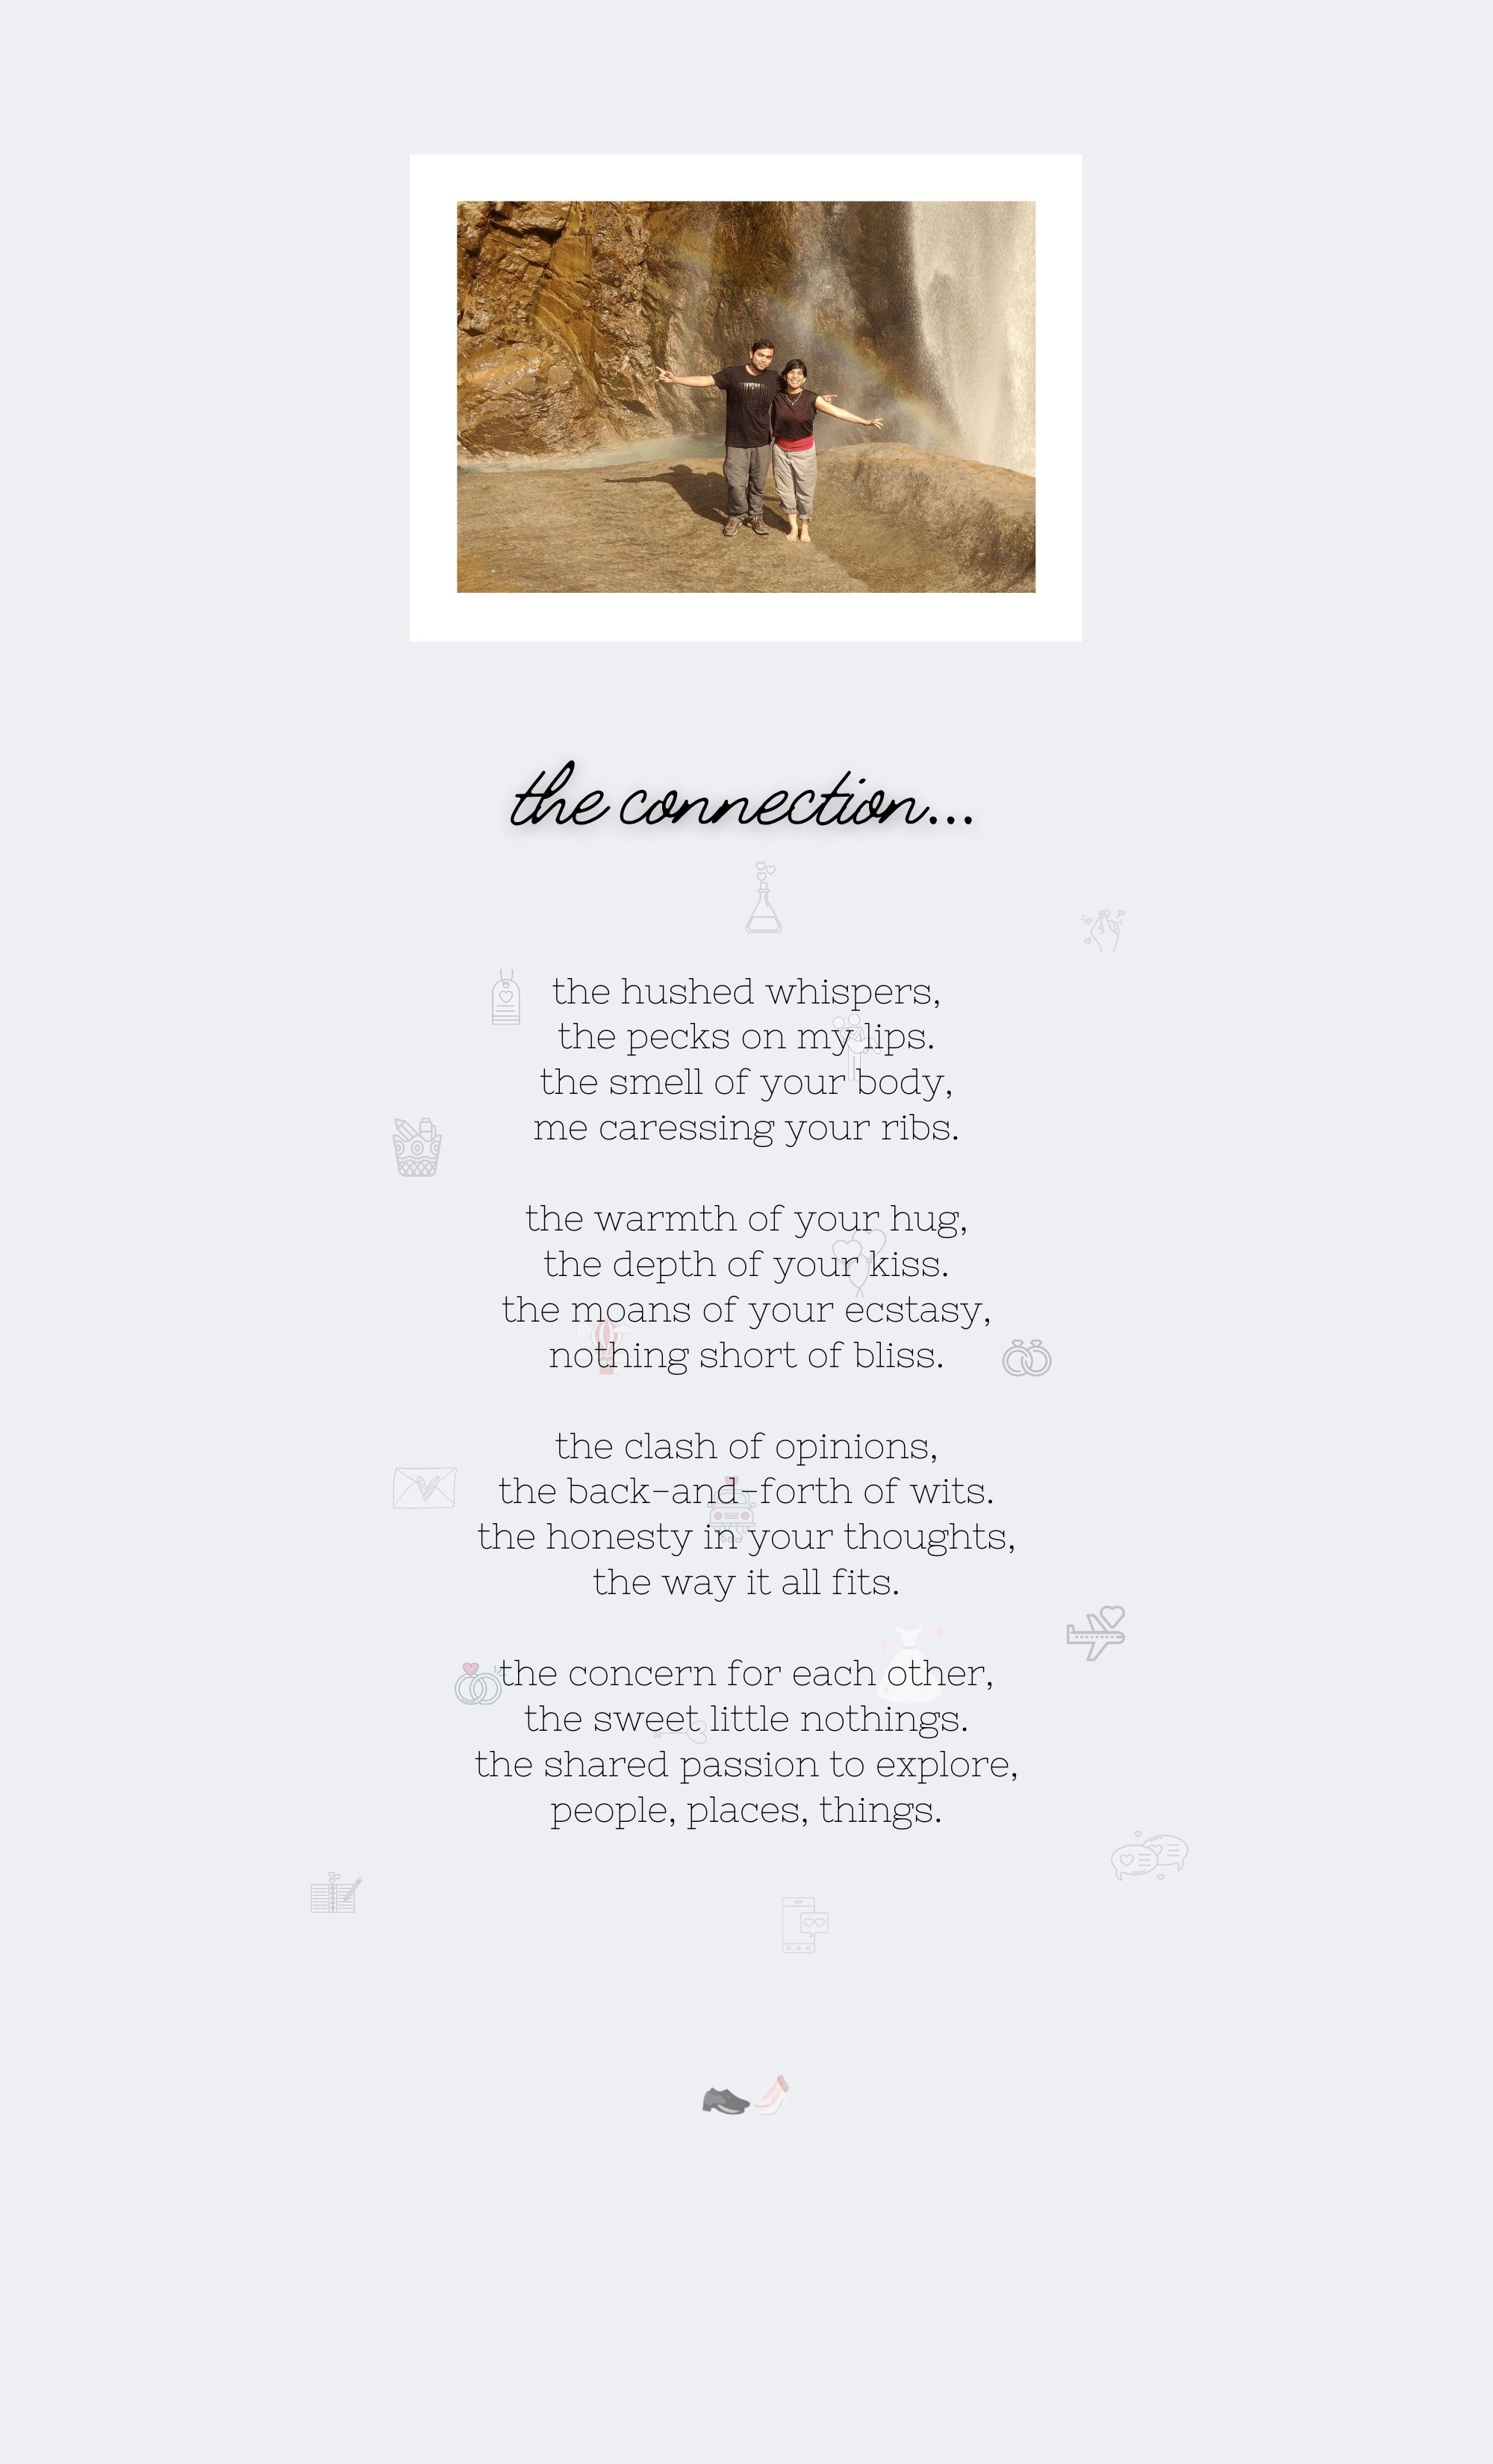 the connection...
the hushed whispers,
the pecks on my lips.
the smell of your body,
me caressing your ribs.
the warmth of your hug,
the depth of your kiss.
the moans of your ecstasy,
nothing short of bliss.
the clash of opinions,
the back-and-forth of wits.
the honesty in your thoughts,
the way it all fits.
the concern for each other,
the sweet little nothings.
the shared passion to explore,
people, places, things.